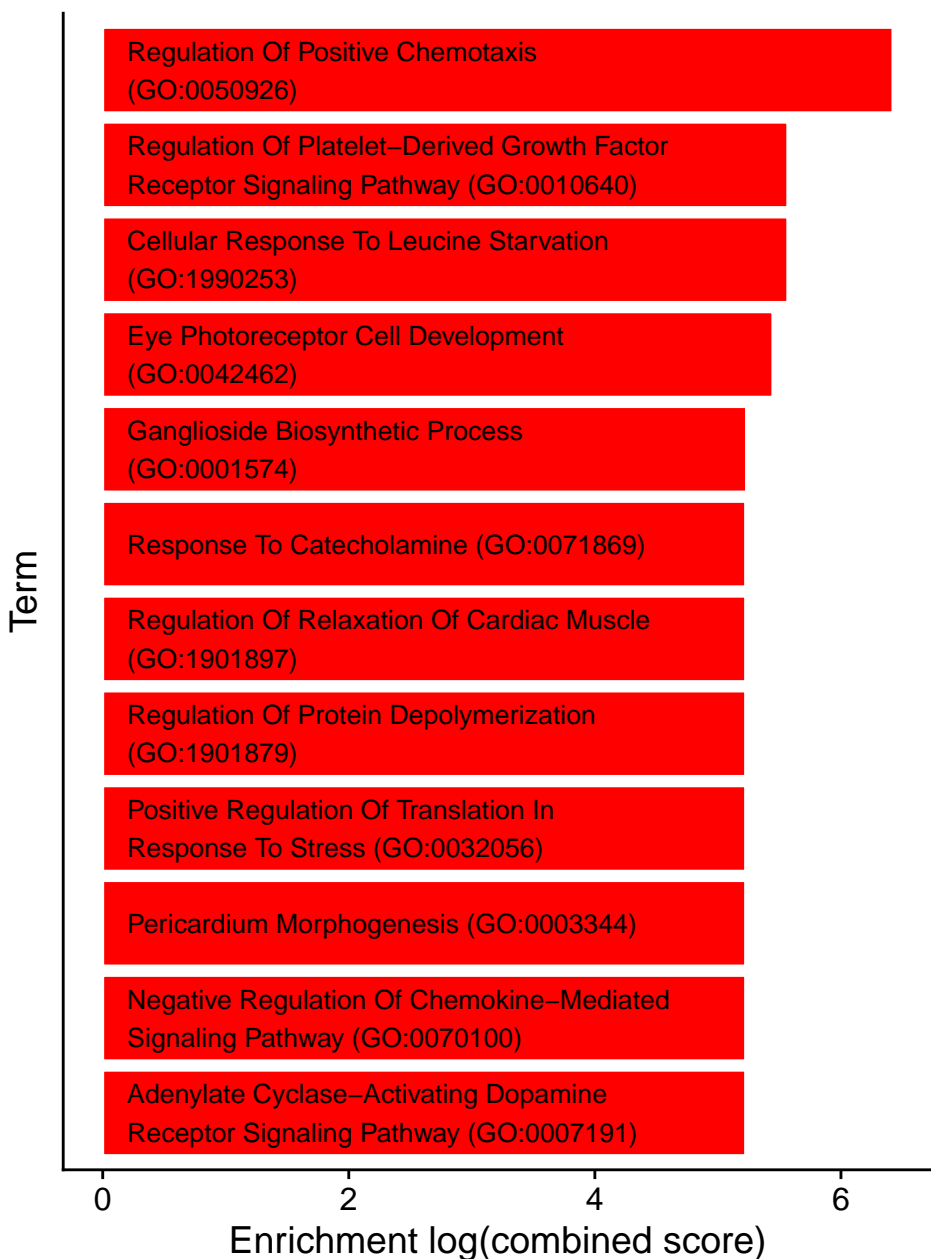 Regulation Of Positive Chemotaxis
(GO:0050926)
Regulation Of Platelet−Derived Growth Factor
Receptor Signaling Pathway (GO:0010640)
Cellular Response To Leucine Starvation
(GO:1990253)
Eye Photoreceptor Cell Development
(GO:0042462)
Ganglioside Biosynthetic Process
(GO:0001574)
Response To Catecholamine (GO:0071869)
Regulation Of Relaxation Of Cardiac Muscle
(GO:1901897)
Regulation Of Protein Depolymerization
(GO:1901879)
Positive Regulation Of Translation In
Response To Stress (GO:0032056)
Pericardium Morphogenesis (GO:0003344)
Negative Regulation Of Chemokine−Mediated
Signaling Pathway (GO:0070100)
Adenylate Cyclase−Activating Dopamine
Receptor Signaling Pathway (GO:0007191)
Term
0 2 4 6
Enrichment log(combined score)